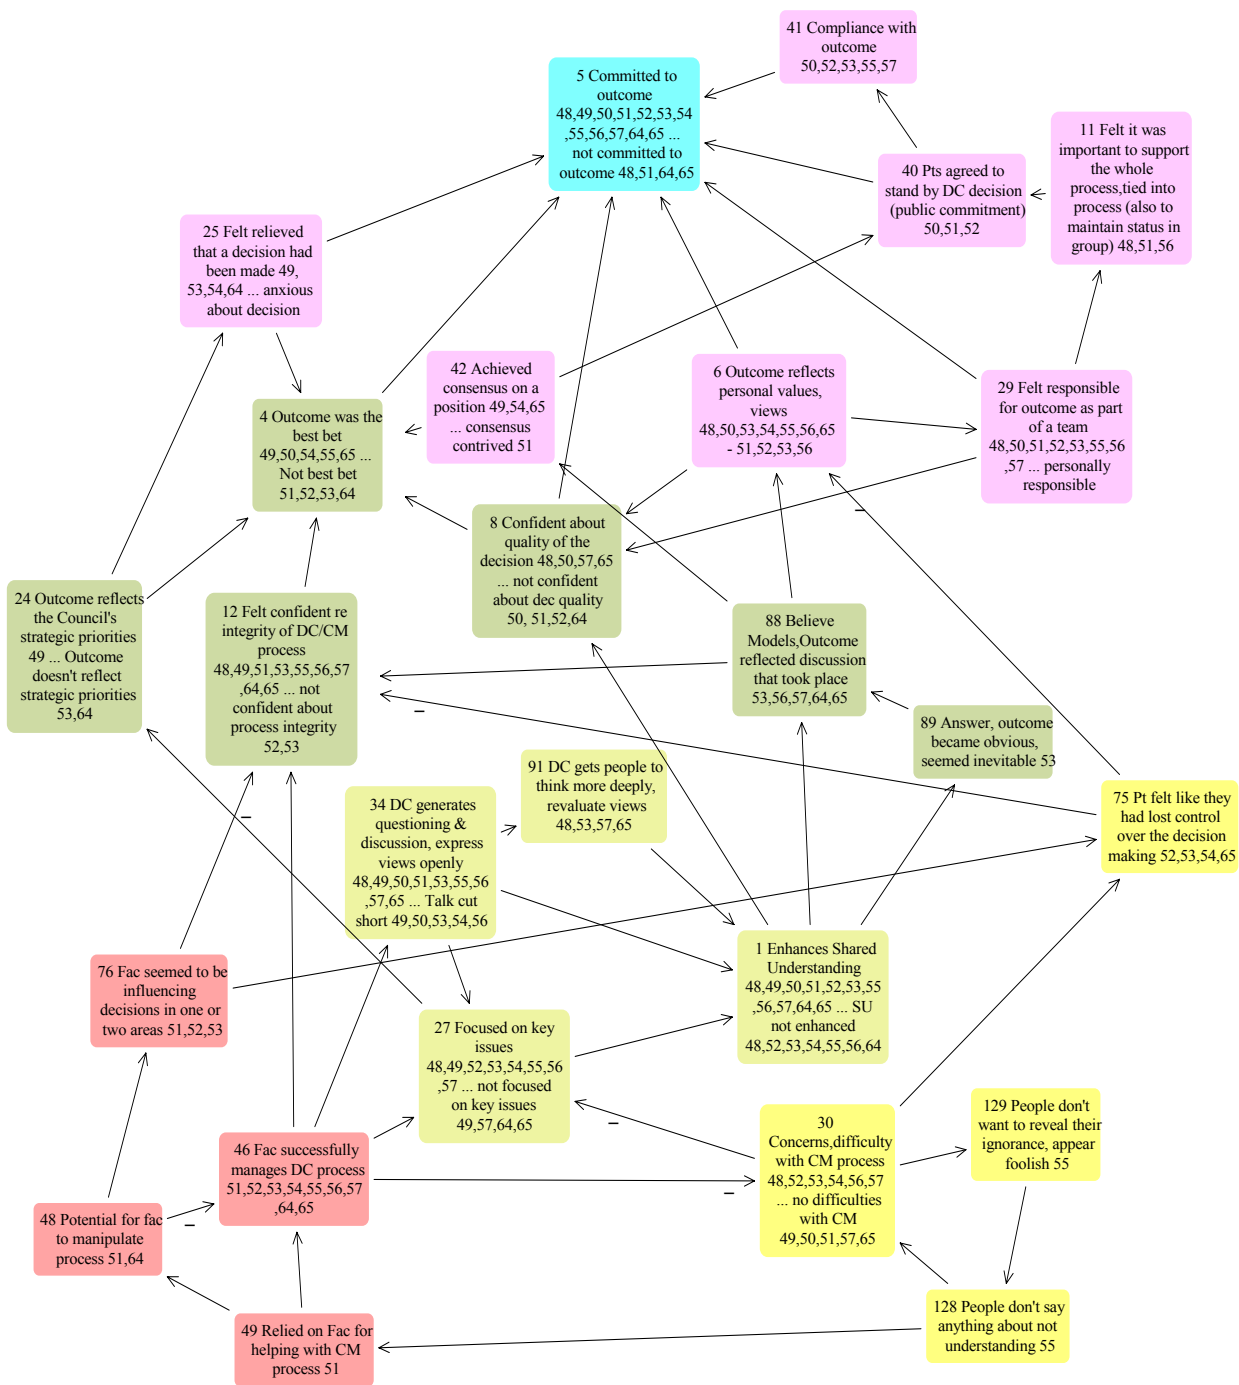 41 Compliance with
outcome
50,52,53,55,57
5 Committed to
outcome
48,49,50,51,52,53,54
,55,56,57,64,65 ...
not committed to
outcome 48,51,64,65
11 Felt it was
important to support
the whole
process,tied into
process (also to
maintain status in
group) 48,51,56
40 Pts agreed to
stand by DC decision
(public commitment)
50,51,52
25 Felt relieved
that a decision had
been made 49,
53,54,64 ... anxious
about decision
42 Achieved
consensus on a
position 49,54,65
... consensus
contrived 51
6 Outcome reflects
personal values,
views
48,50,53,54,55,56,65
- 51,52,53,56
29 Felt responsible
for outcome as part
of a team
48,50,51,52,53,55,56
,57 ... personally
responsible
4 Outcome was the
best bet
49,50,54,55,65 ...
Not best bet
51,52,53,64
8 Confident about
quality of the
decision 48,50,57,65
... not confident
about dec quality
50, 51,52,64
–
24 Outcome reflects
the Council's
strategic priorities
49 ... Outcome
doesn't reflect
strategic priorities
53,64
12 Felt confident re
integrity of DC/CM
process
48,49,51,53,55,56,57
,64,65 ... not
confident about
process integrity
52,53
88 Believe
Models,Outcome
reflected discussion
that took place
53,56,57,64,65
–
89 Answer, outcome
became obvious,
seemed inevitable 53
91 DC gets people to
think more deeply,
revaluate views
48,53,57,65
34 DC generates
questioning &
discussion, express
views openly
48,49,50,51,53,55,56
,57,65 ... Talk cut
short 49,50,53,54,56
75 Pt felt like they
had lost control
over the decision
making 52,53,54,65
–
76 Fac seemed to be
influencing
decisions in one or
two areas 51,52,53
1 Enhances Shared
Understanding
48,49,50,51,52,53,55
,56,57,64,65 ... SU
not enhanced
48,52,53,54,55,56,64
27 Focused on key
issues
48,49,52,53,54,55,56
,57 ... not focused
on key issues
49,57,64,65
–
30
Concerns,difficulty
with CM process
48,52,53,54,56,57
... no difficulties
with CM
49,50,51,57,65
129 People don't
want to reveal their
ignorance, appear
foolish 55
46 Fac successfully
manages DC process
51,52,53,54,55,56,57
,64,65
–
48 Potential for fac
to manipulate
process 51,64
–
49 Relied on Fac for
helping with CM
process 51
128 People don't say
anything about not
understanding 55